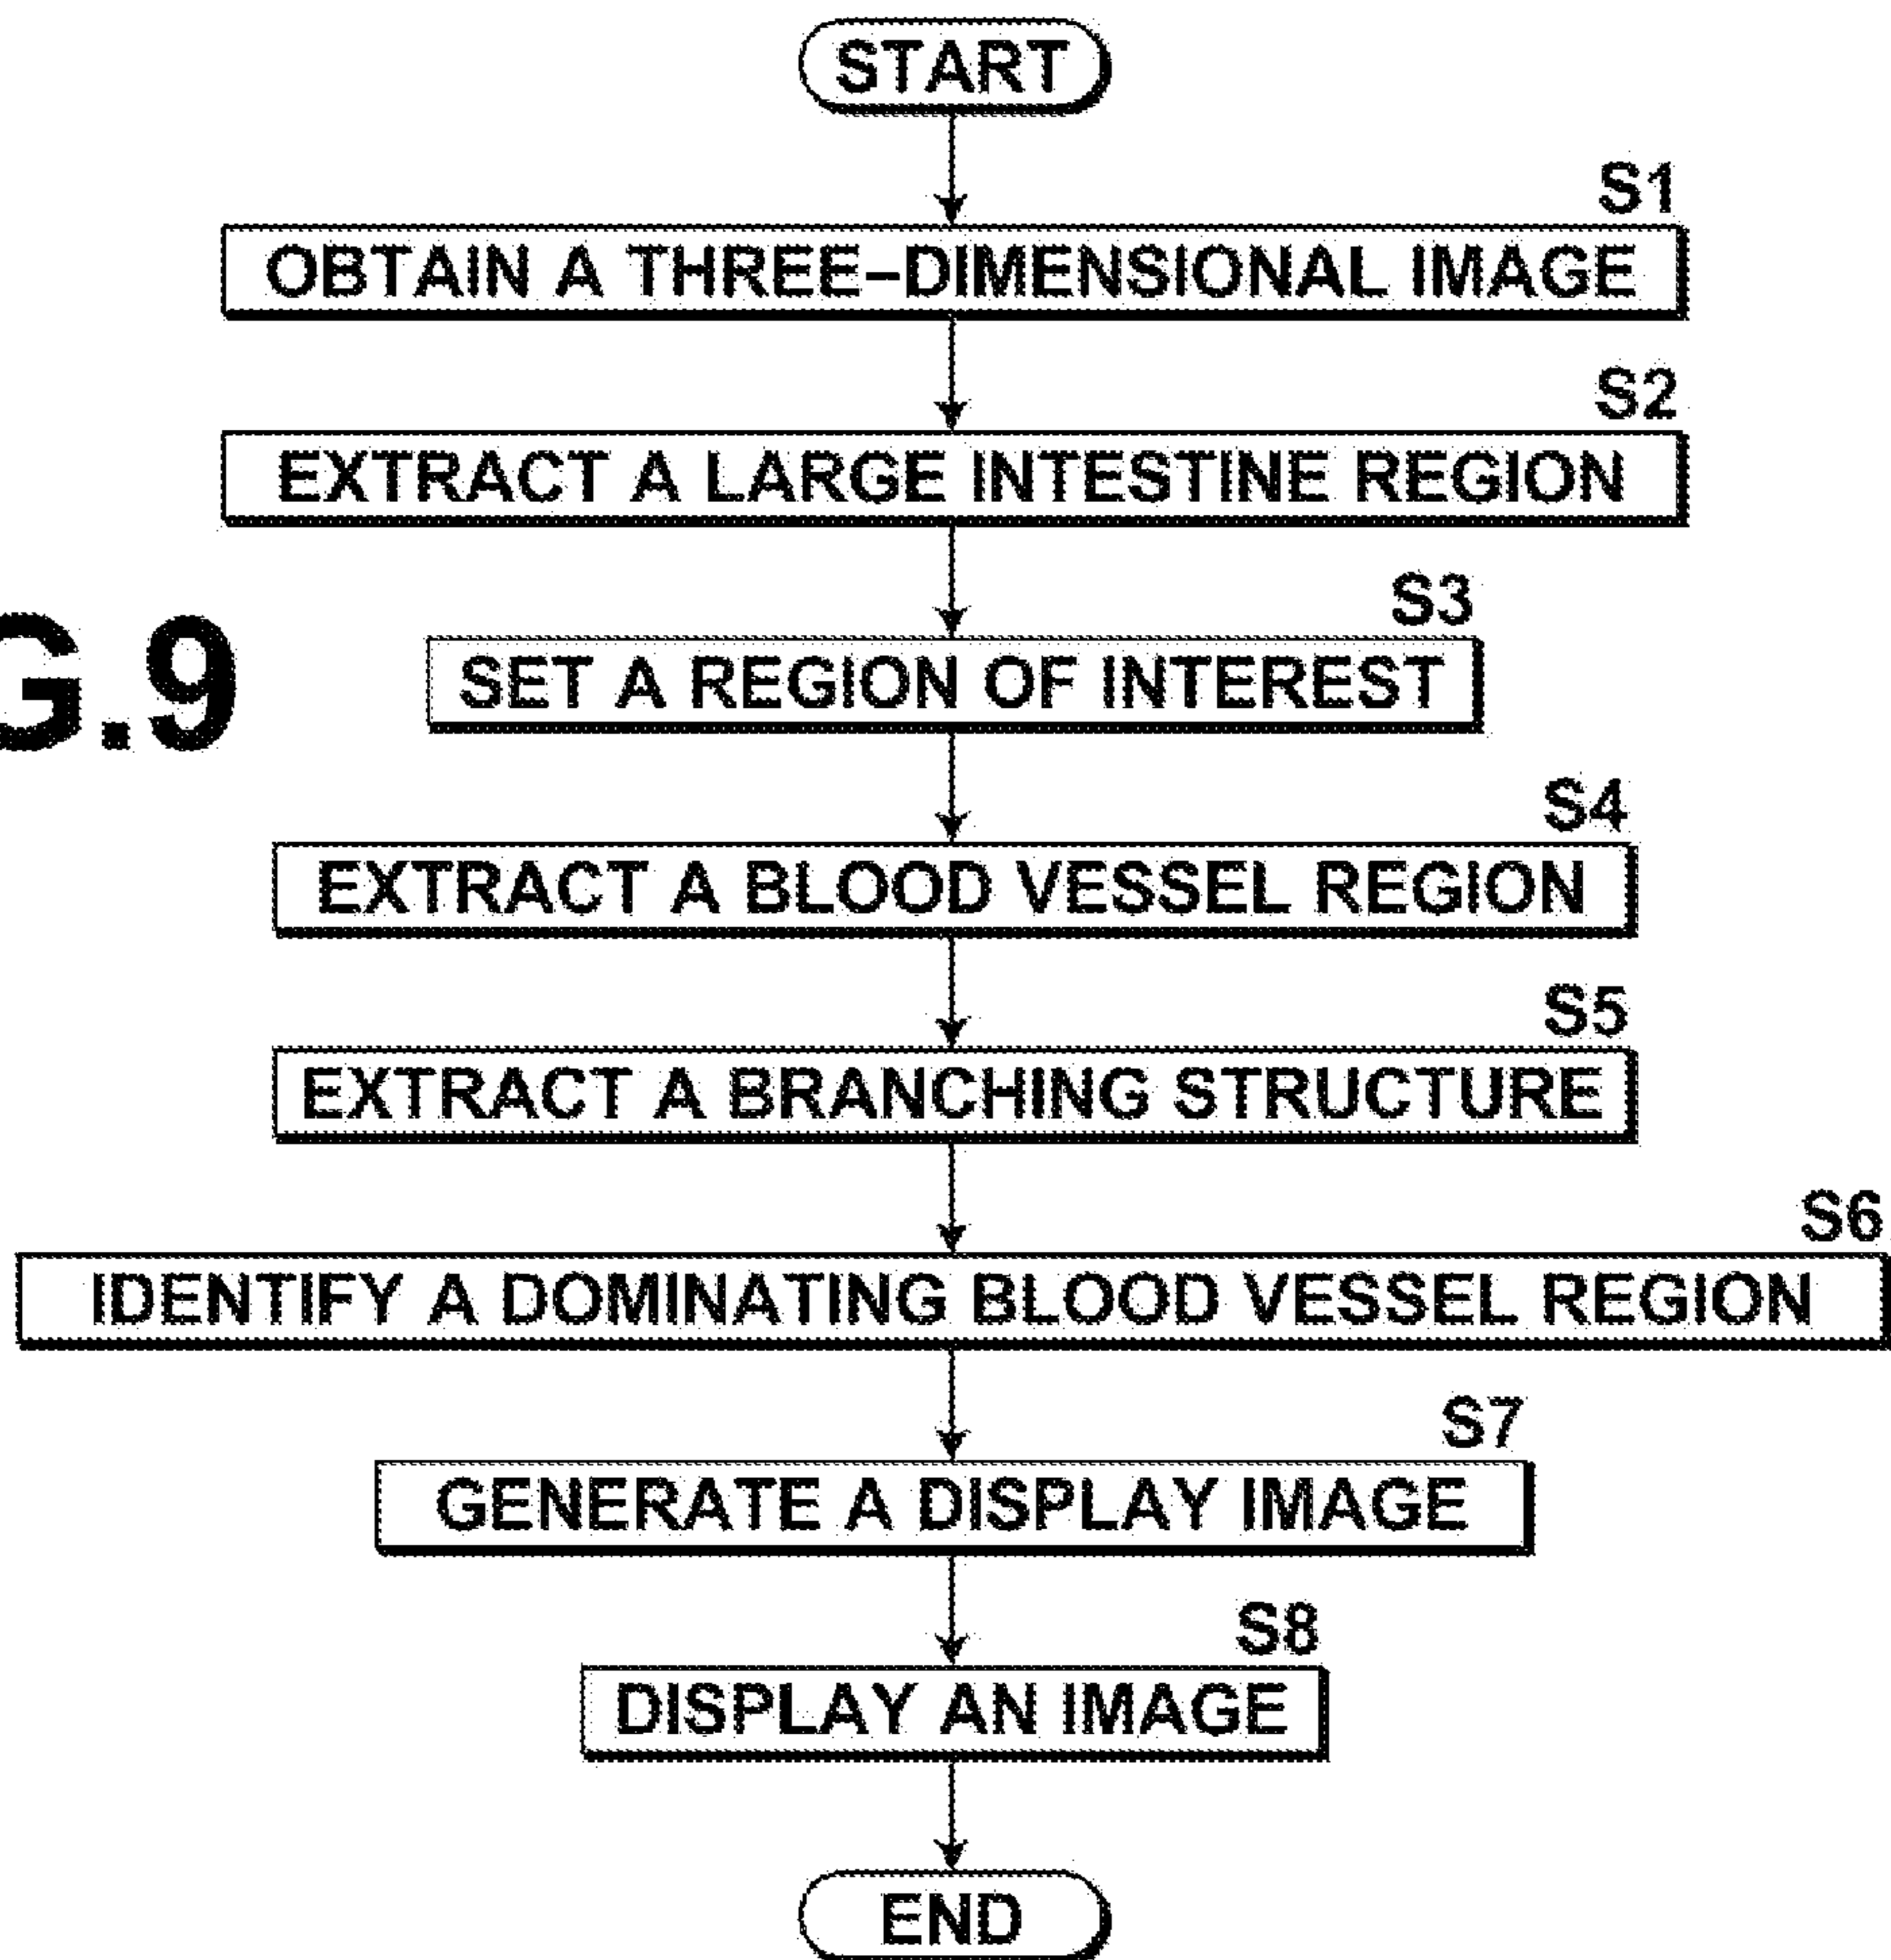 START
S1
OBTAIN A THREE-DIMENSIONAL IMAGE
S2
EXTRACT A LARGE INTESTINE REGION
S3
G.9
SET A REGION OF INTEREST
S4
EXTRACT A BLOOD VESSEL REGION
S5
EXTRACT A BRANCHING STRUCTURE
S6
IDENTIFY A DOMINATING BLOOD VESSEL REGION
S7
GENERATE A DISPLAY IMAGE
S8
DISPLAY AN IMAGE
END